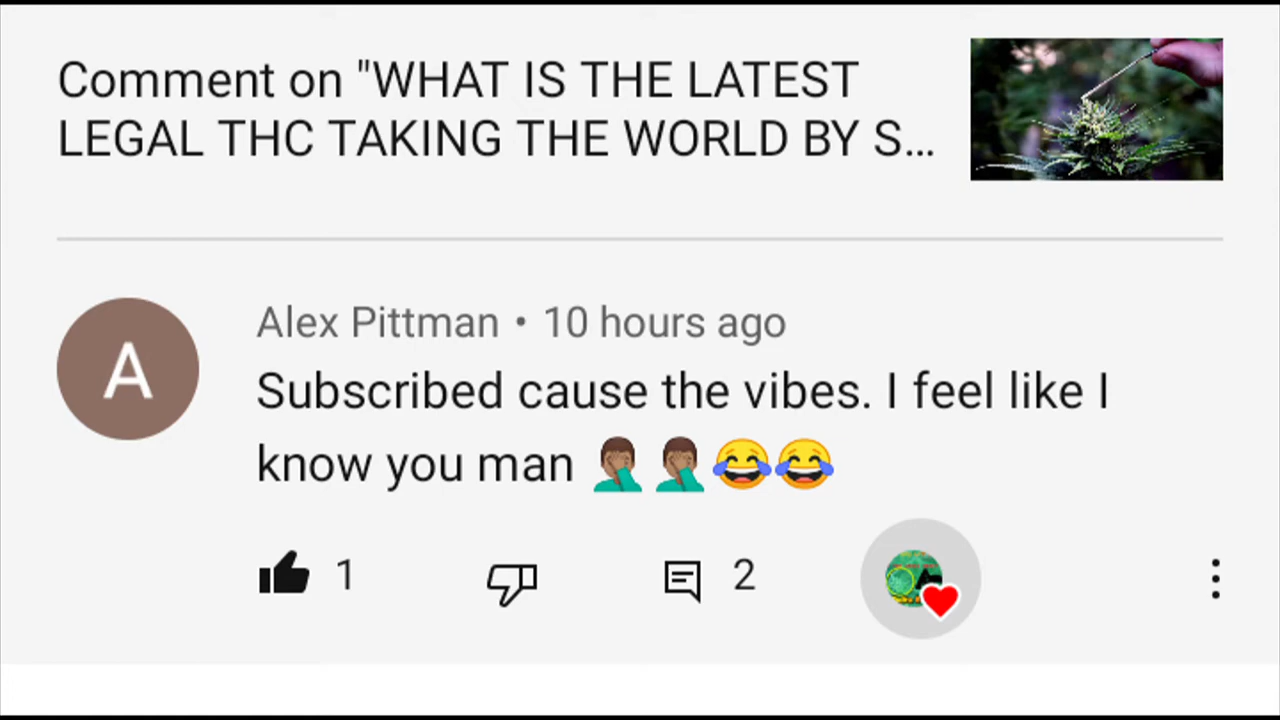 Comment on "WHAT IS THE LATEST
LEGAL THC TAKING THE WORLD BY S...
A
Alex Pittman • 10 hours ago
Subscribed cause the vibes. I feel like I
know you man 🤦🏽‍♂️🤦🏽‍♂️😂😂
1 2